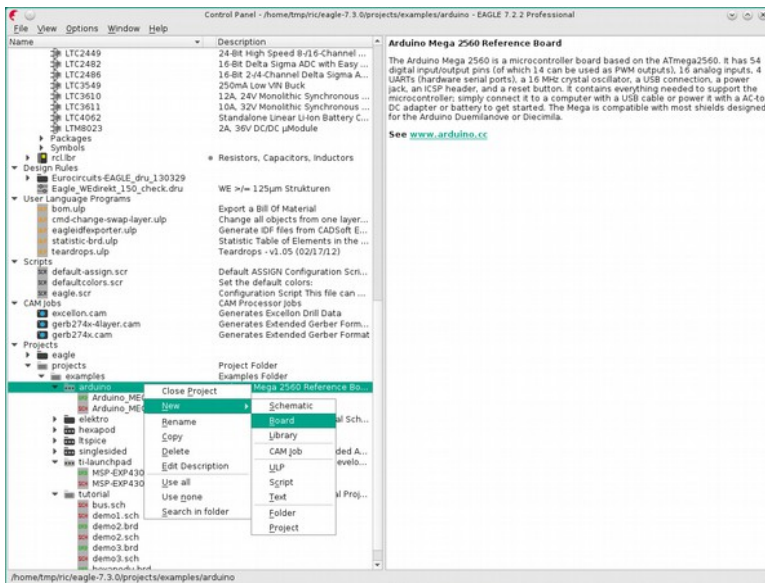 Control Panel - /home/tmp/ric/eagle-7.3.0/projects/examples/arduino - EAGLE 7.2.2 Professional
File View Options Window Help
Name Description
LTC2449 24-Bit High Speed 8-/16-Channel ...
LTC2482 16-Bit Delta Sigma ADC with Easy ...
LTC2486 16-Bit 2-/4-Channel Delta Sigma A...
LTC3549 250mA Low VIN Buck
LTC3610 12A, 24V Monolithic Synchronous ...
LTC3611 10A, 32V Monolithic Synchronous ...
LTC4062 Standalone Linear Li-Ion Battery C...
LTM8023 2A, 36V DC/DC µModule
Packages
Symbols
rcl.lbr Resistors, Capacitors, Inductors
Design Rules
Eurocircuits-EAGLE_dru_130329
Eagle_WEdirekt_150_check.dru WE >/= 125µm Strukturen
User Language Programs
bom.ulp Export a Bill Of Material
cmd-change-swap-layer.ulp Change all objects from one layer...
eagleidfexporter.ulp Generate IDF files from CADSoft E...
statistic-brd.ulp Statistic Table of Elements in the ...
teardrops.ulp Teardrops - v1.05 (02/17/12)
Scripts
default-assign.scr Default ASSIGN Configuration Scri...
defaultcolors.scr Set the default colors:
eagle.scr Configuration Script This file can ...
CAM Jobs CAM Processor Jobs
excellon.cam Generates Excellon Drill Data
gerb274x-4layer.cam Generates Extended Gerber Form...
gerb274x.cam Generates Extended Gerber Format
Projects
eagle
projects Project Folder
examples Examples Folder
arduino Mega 2560 Reference Bo...
Arduino_MEG
Arduino_MEG
elektro al Sch...
hexapod
ltspice
singlesided ded A...
ti-launchpad evelo...
MSP-EXP430
MSP-EXP430
tutorial al Proj...
bus.sch
demo1.sch
demo2.brd
demo2.sch
demo3.brd
demo3.sch
hexapodu.brd
Close Project
New
Rename
Copy
Delete
Edit Description
Use all
Use none
Search in folder
Schematic
Board
Library
CAM Job
ULP
Script
Text
Folder
Project
Arduino Mega 2560 Reference Board
The Arduino Mega 2560 is a microcontroller board based on the ATmega2560. It has 54
digital input/output pins (of which 14 can be used as PWM outputs), 16 analog inputs, 4
UARTs (hardware serial ports), a 16 MHz crystal oscillator, a USB connection, a power
jack, an ICSP header, and a reset button. It contains everything needed to support the
microcontroller; simply connect it to a computer with a USB cable or power it with a AC-to
DC adapter or battery to get started. The Mega is compatible with most shields designed
for the Arduino Duemilanove or Diecimila.
See www.arduino.cc
/home/tmp/ric/eagle-7.3.0/projects/examples/arduino